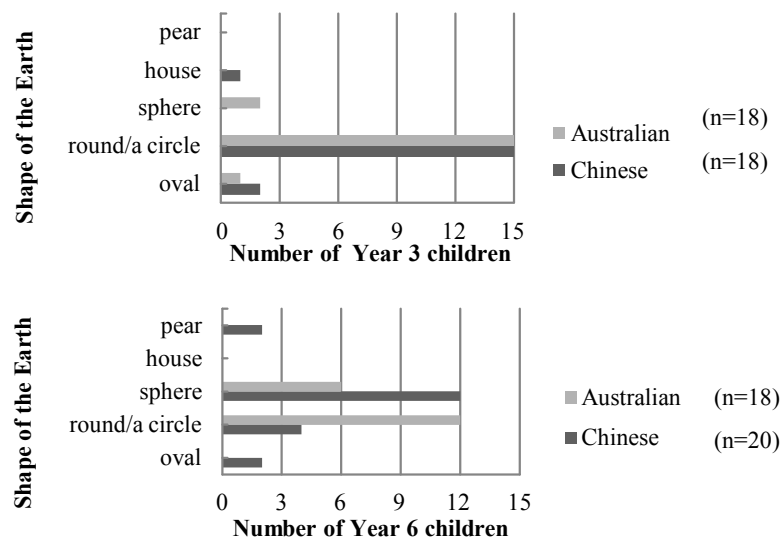 Shape of the Earth
pear
house
sphere
round/a circle
oval
0 3 6 9 12 15
Number of Year 3 children
Australian (n=18)
Chinese (n=18)
Shape of the Earth
pear
house
sphere
round/a circle
oval
0 3 6 9 12 15
Number of Year 6 children
Australian (n=18)
Chinese (n=20)